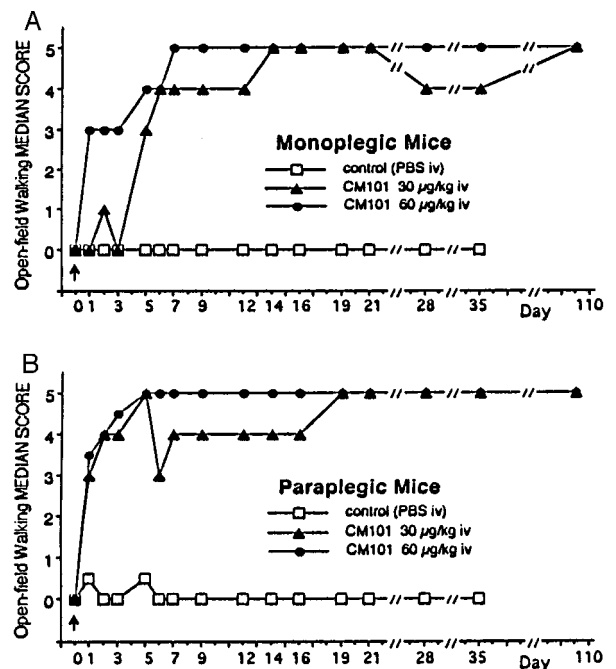 A
Open-field Walking MEDIAN SCORE
5
4
3
2
1
0
Monoplegic Mice
control (PBS iv)
CM101 30 µg/kg iv
CM101 60 µg/kg iv
0 1 3 5 7 9 12 14 16 19 21 28 35 110
Day
B
Open-field Walking MEDIAN SCORE
5
4
3
2
1
0
Paraplegic Mice
control (PBS iv)
CM101 30 µg/kg iv
CM101 60 µg/kg iv
0 1 3 5 7 9 12 14 16 19 21 28 35 110
Day